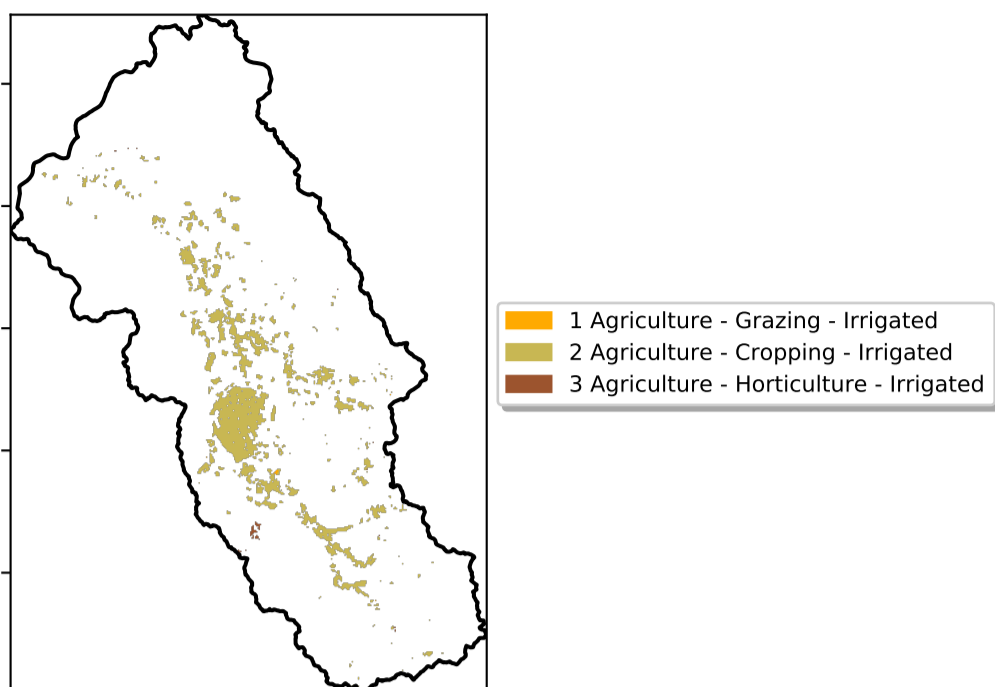 1 Agriculture - Grazing - Irrigated
2 Agriculture - Cropping - Irrigated
3 Agriculture - Horticulture - Irrigated